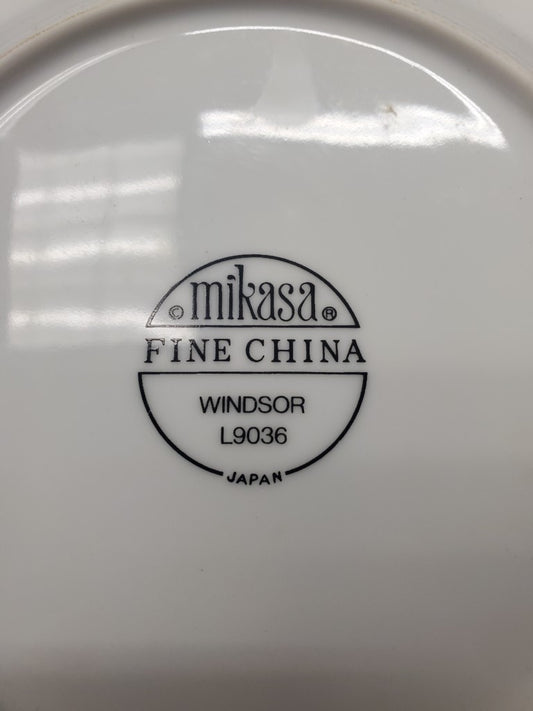 © mikasa ®
FINE CHINA
WINDSOR
L9036
JAPAN